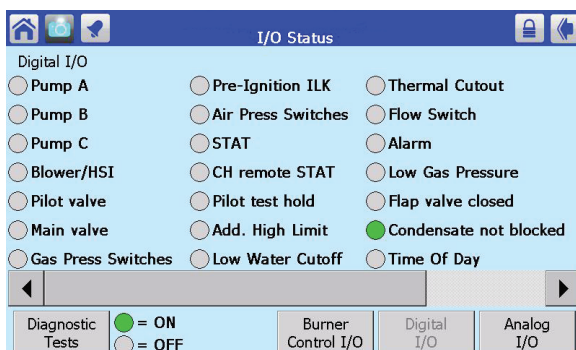 I/O Status
Digital I/O
Pump A Pre-Ignition ILK Thermal Cutout
Pump B Air Press Switches Flow Switch
Pump C STAT Alarm
Blower/HSI CH remote STAT Low Gas Pressure
Pilot valve Pilot test hold Flap valve closed
Main valve Add. High Limit Condensate not blocked
Gas Press Switches Low Water Cutoff Time Of Day
Diagnostic = ON Burner Digital Analog
Tests = OFF Control I/O I/O I/O